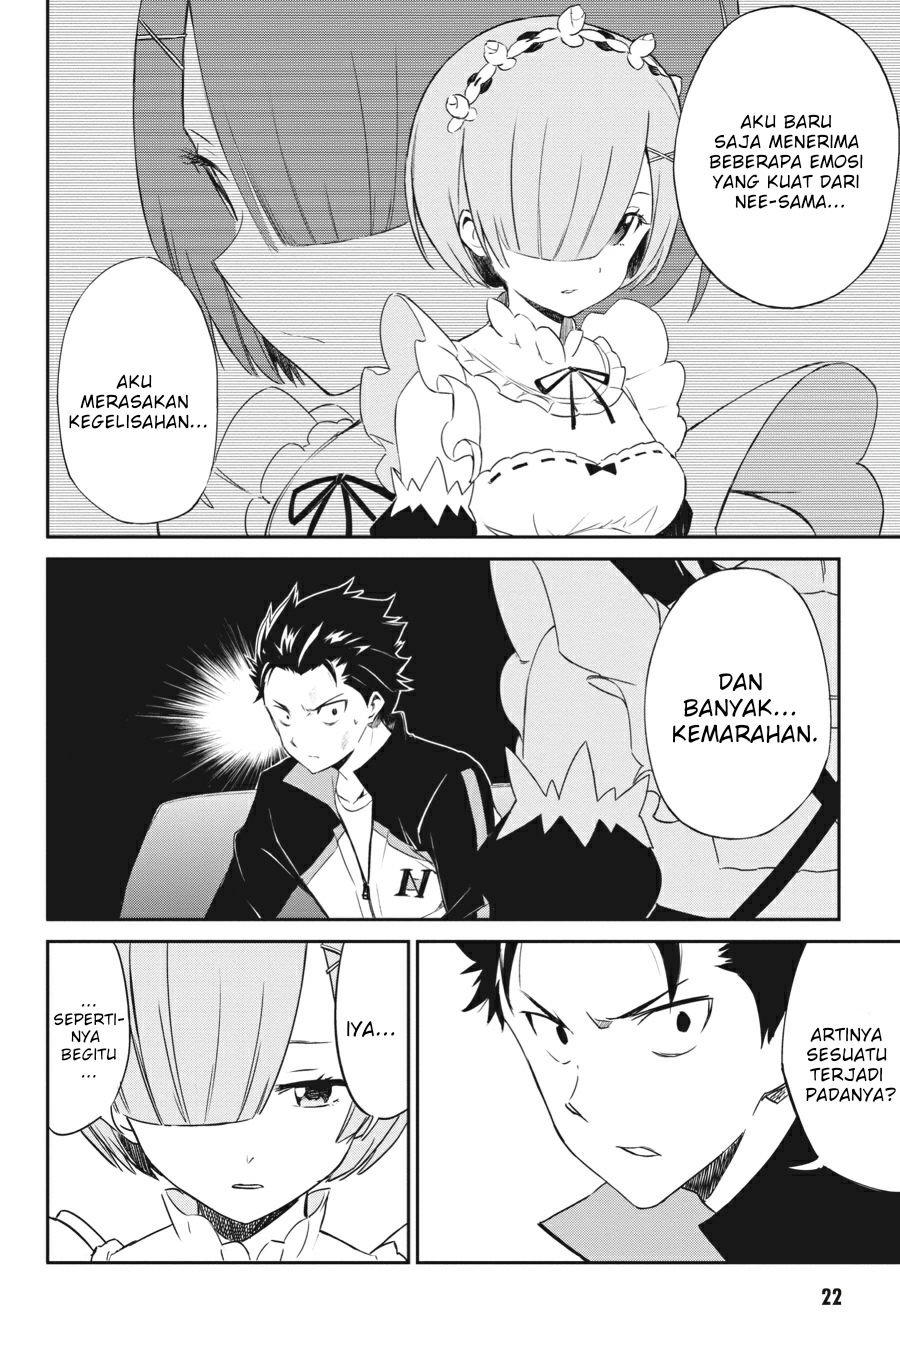 AKU BARU
SAJA MENERIMA
BEBERAPA EMOSI
YANG KUAT DARI
NEE-SAMA...
AKU
MERASAKAN
KEGELISAHAN...
DAN
BANYAK...
KEMARAHAN.
H
ARTINYA
SESUATU
TERJADI
PADANYA?
IYA...
...
SEPERTI-
NYA
BEGITU
...
22